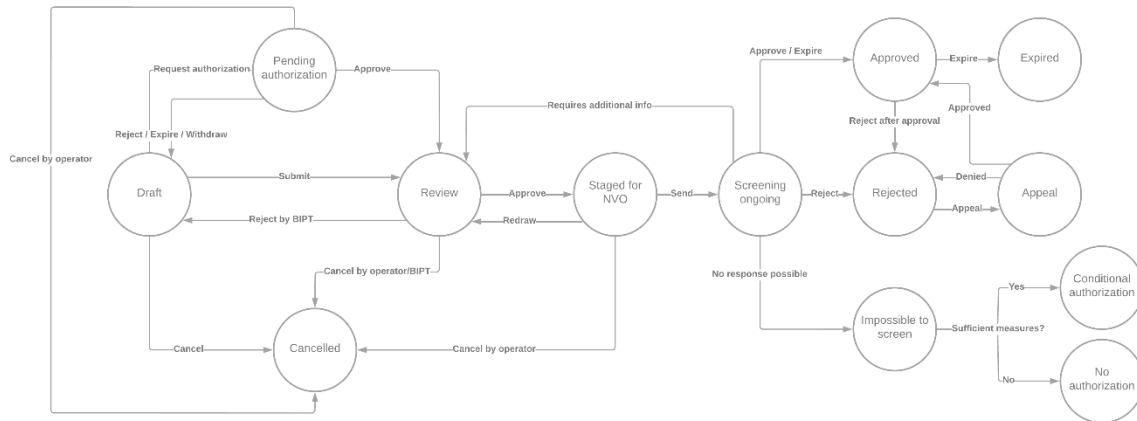 Pending
authorization
Request authorization
Approve
Reject / Expire / Withdraw
Cancel by operator
Draft
Submit
Reject by BIPT
Review
Approve
Redraw
Staged for
NVO
Send
Requires additional info
Screening
ongoing
Approve / Expire
Approved
Expire
Expired
Approved
Reject after approval
Reject
Rejected
Denied
Appeal
Appeal
Cancel by operator/BIPT
No response possible
Cancel
Cancelled
Cancel by operator
Impossible to
screen
Sufficient measures?
Yes
Conditional
authorization
No
No
authorization